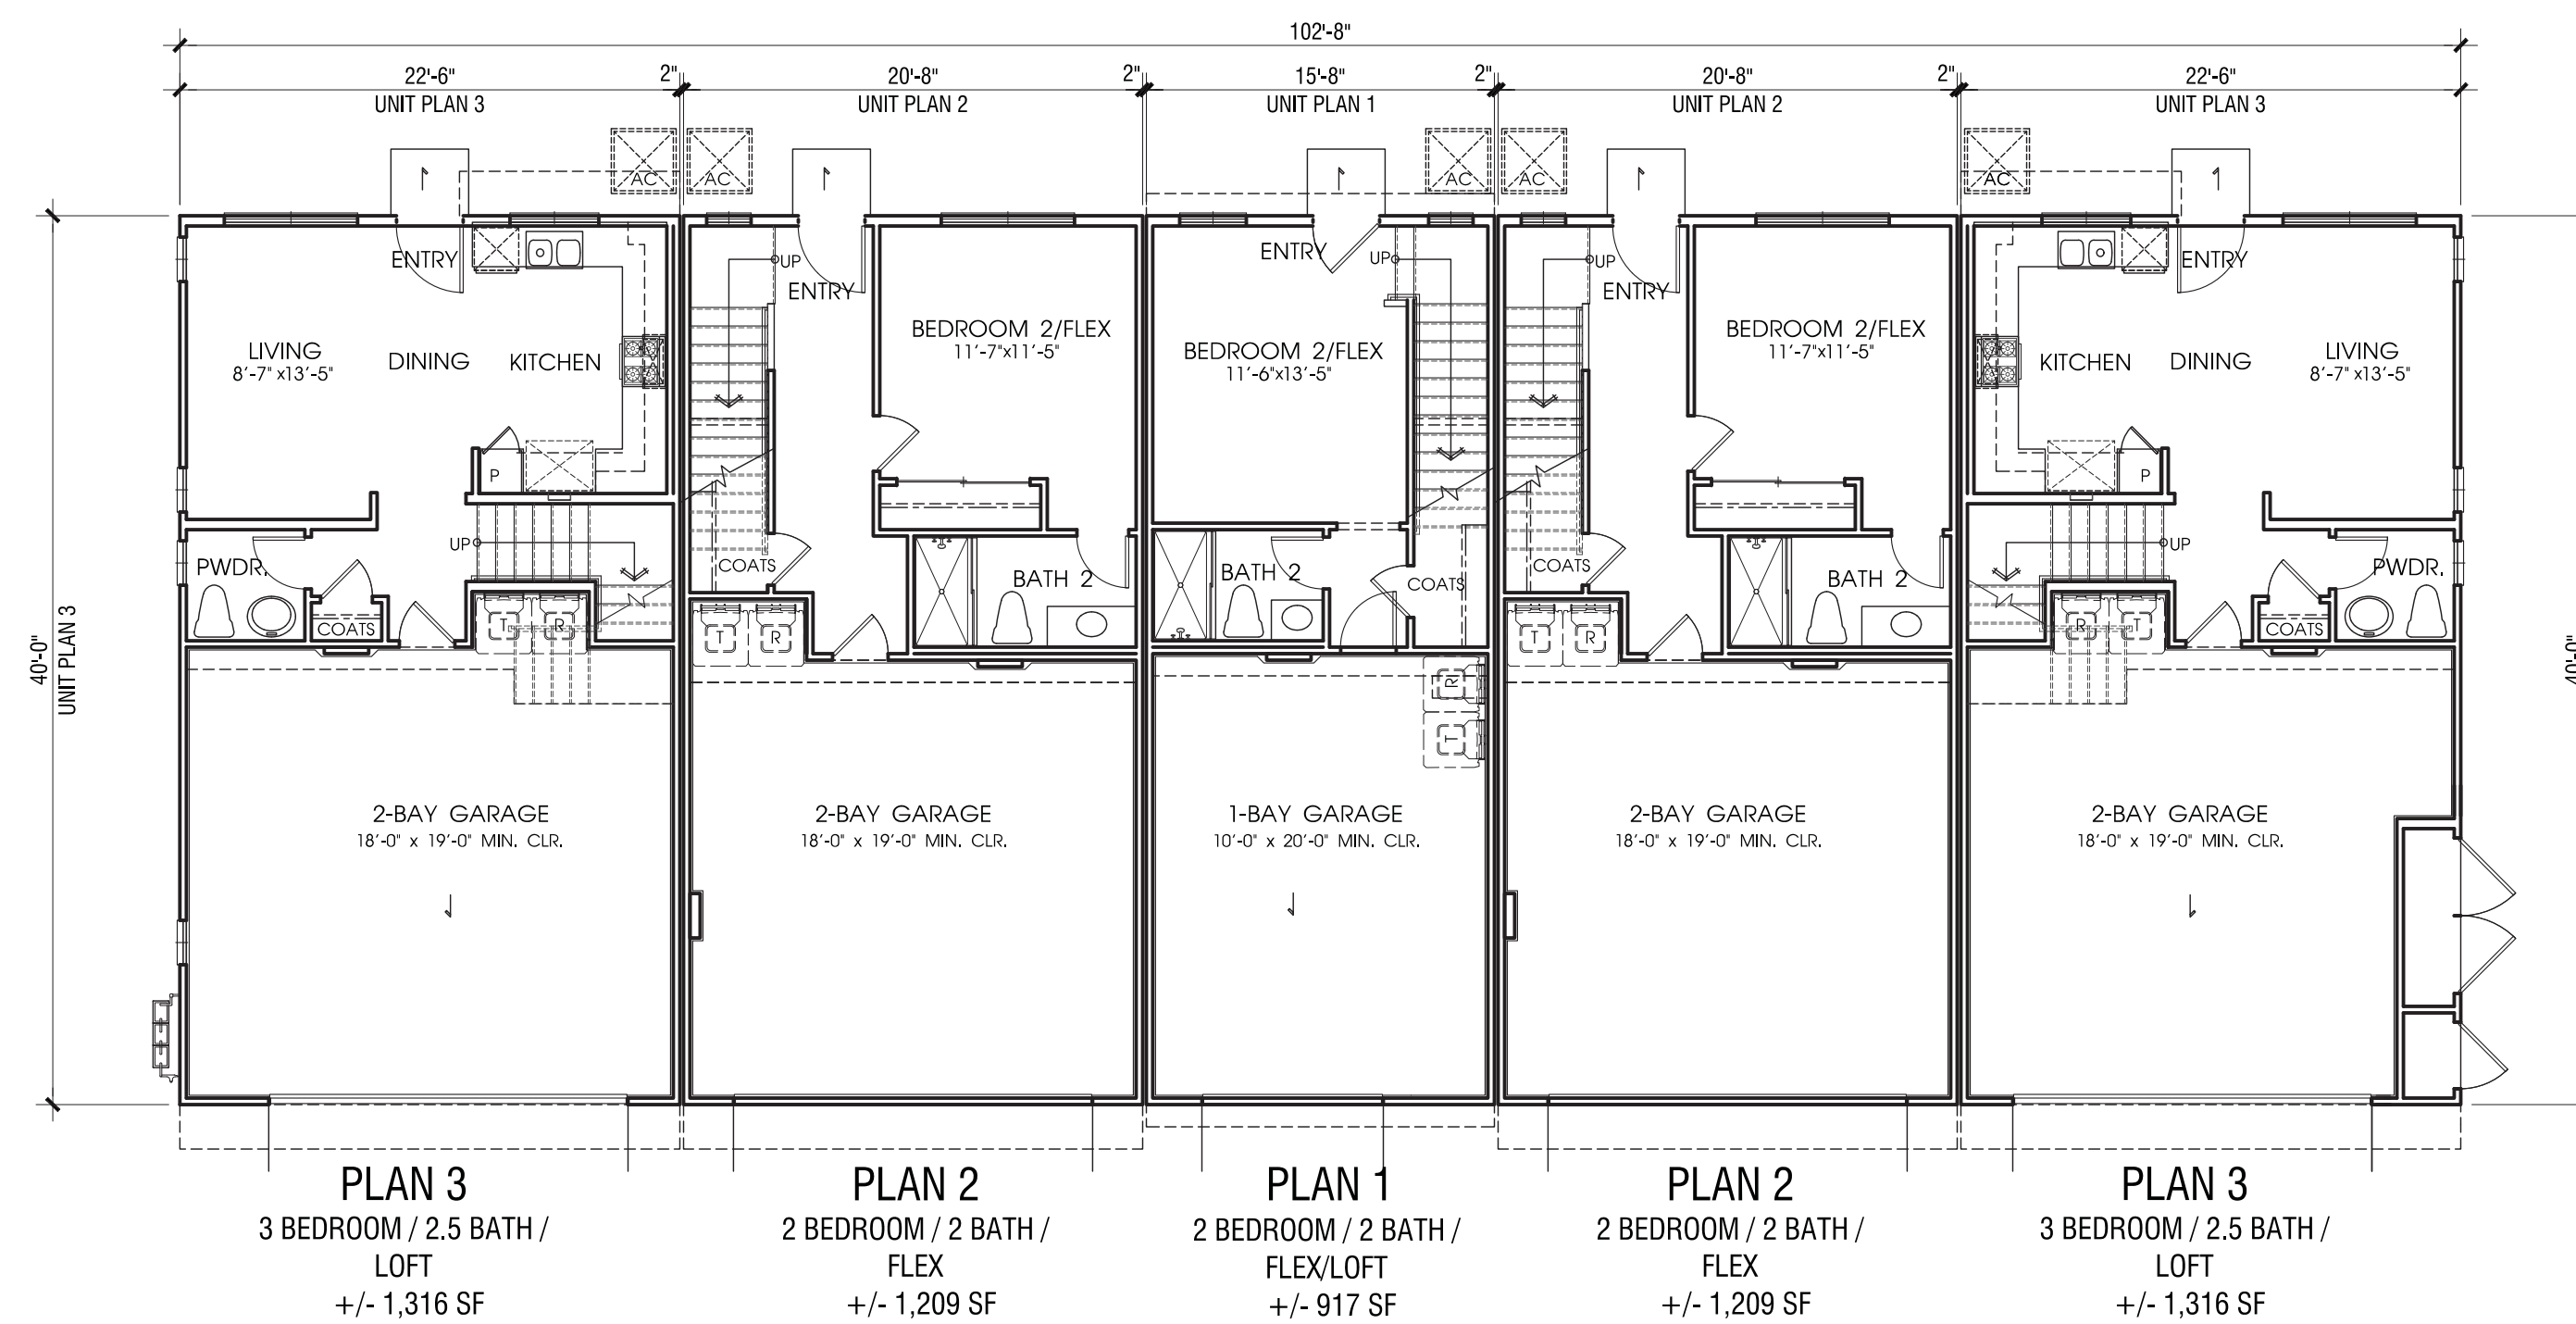 102'-8"
22'-6" 2" 20'-8" 2" 15'-8" 2" 20'-8" 2" 22'-6"
UNIT PLAN 3 UNIT PLAN 2 UNIT PLAN 1 UNIT PLAN 2 UNIT PLAN 3
AC AC AC AC AC
ENTRY UP ENTRY UP UP ENTRY
ENTRY ENTRY
BEDROOM 2/FLEX BEDROOM 2/FLEX
11'-7"x11'-5" 11'-7"x11'-5"
LIVING BEDROOM 2/FLEX LIVING
8'-7" x13'-5" DINING KITCHEN 11'-6"x13'-5" KITCHEN DINING 8'-7" x13'-5"
P P
UP UP
PWDR. COATS BATH 2 BATH 2 COATS COATS BATH 2 PWDR.
COATS T R T R T R R T COATS
R
T
40'-0"
UNIT PLAN 3
40'-0"
2-BAY GARAGE 2-BAY GARAGE 1-BAY GARAGE 2-BAY GARAGE 2-BAY GARAGE
18'-0" x 19'-0" MIN. CLR. 18'-0" x 19'-0" MIN. CLR. 10'-0" x 20'-0" MIN. CLR. 18'-0" x 19'-0" MIN. CLR. 18'-0" x 19'-0" MIN. CLR.
PLAN 3
3 BEDROOM / 2.5 BATH /
LOFT
+/- 1,316 SF
PLAN 2
2 BEDROOM / 2 BATH /
FLEX
+/- 1,209 SF
PLAN 1
2 BEDROOM / 2 BATH /
FLEX/LOFT
+/- 917 SF
PLAN 2
2 BEDROOM / 2 BATH /
FLEX
+/- 1,209 SF
PLAN 3
3 BEDROOM / 2.5 BATH /
LOFT
+/- 1,316 SF